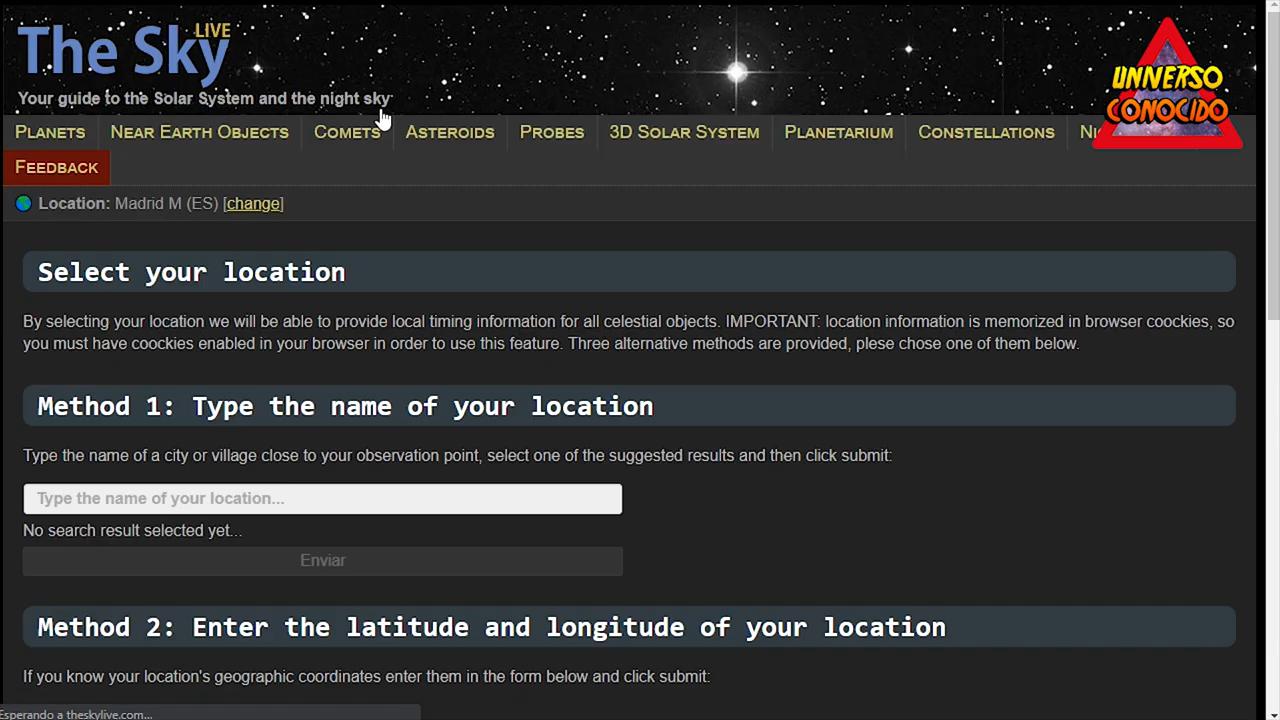 The Sky LIVE
Your guide to the Solar System and the night sky
UNIVERSO
CONOCIDO
PLANETS NEAR EARTH OBJECTS COMETS ASTEROIDS PROBES 3D SOLAR SYSTEM PLANETARIUM CONSTELLATIONS
FEEDBACK
Location: Madrid M (ES) [change]
Select your location
By selecting your location we will be able to provide local timing information for all celestial objects. IMPORTANT: location information is memorized in browser coockies, so
you must have coockies enabled in your browser in order to use this feature. Three alternative methods are provided, plese chose one of them below.
Method 1: Type the name of your location
Type the name of a city or village close to your observation point, select one of the suggested results and then click submit:
Type the name of your location...
No search result selected yet...
Enviar
Method 2: Enter the latitude and longitude of your location
If you know your location's geographic coordinates enter them in the form below and click submit:
Esperando a theskylive.com...